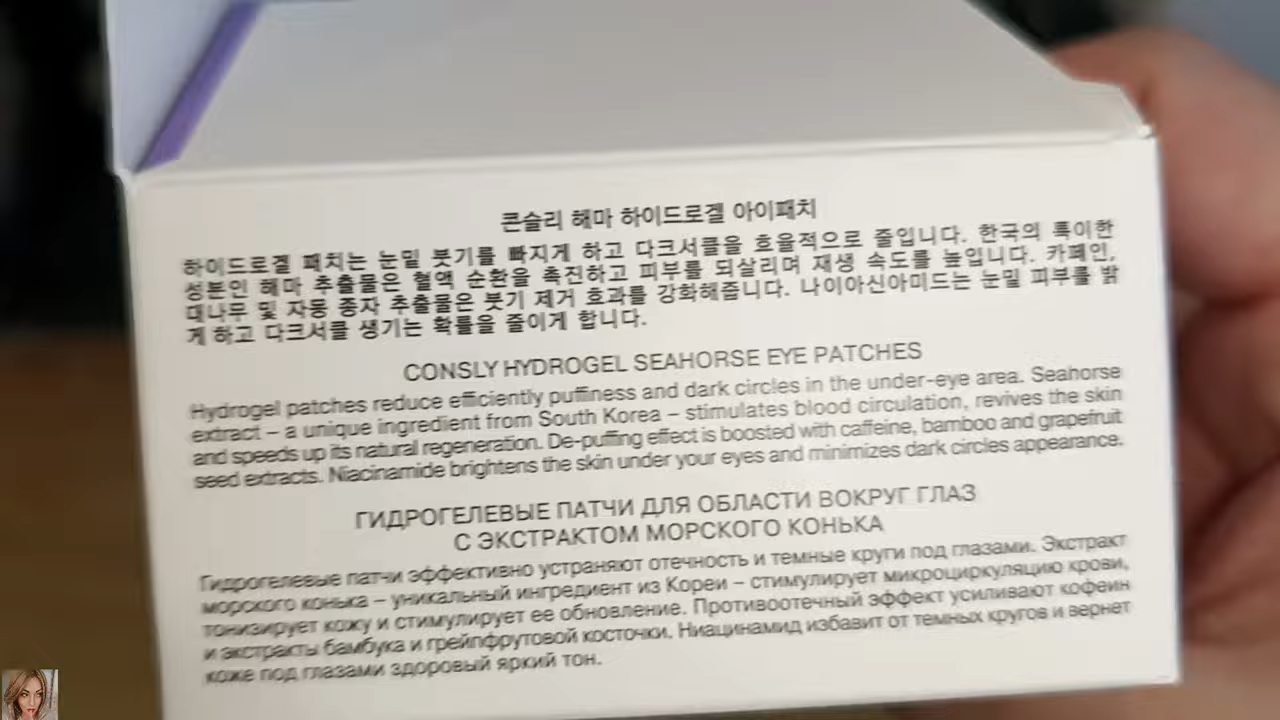 콘슬리 해마 하이드로겔 아이패치
하이드로겔 패치는 눈밑 붓기를 빠지게 하고 다크서클을 효율적으로 줄입니다. 한국의 특이한
성분인 해마 추출물은 혈액 순환을 촉진하고 피부를 되살리며 재생 속도를 높입니다. 카페인,
대나무 및 자몽 종자 추출물은 붓기 제거 효과를 강화해줍니다. 나이아신아미드는 눈밑 피부를 밝
게 하고 다크서클 생기는 확률을 줄이게 합니다.
CONSLY HYDROGEL SEAHORSE EYE PATCHES
Hydrogel patches reduce efficiently puffiness and dark circles in the under-eye area. Seahorse
extract – a unique ingredient from South Korea – stimulates blood circulation, revives the skin
and speeds up its natural regeneration. De-puffing effect is boosted with caffeine, bamboo and grapefruit
seed extracts. Niacinamide brightens the skin under your eyes and minimizes dark circles appearance.
ГИДРОГЕЛЕВЫЕ ПАТЧИ ДЛЯ ОБЛАСТИ ВОКРУГ ГЛАЗ
С ЭКСТРАКТОМ МОРСКОГО КОНЬКА
Гидрогелевые патчи эффективно устраняют отечность и темные круги под глазами. Экстракт
морского конька – уникальный ингредиент из Кореи – стимулирует микроциркуляцию крови,
тонизирует кожу и стимулирует ее обновление. Противоотечный эффект усиливают кофеин
и экстракты бамбука и грейпфрутовой косточки. Ниацинамид избавит от темных кругов и вернет
коже под глазами здоровый яркий тон.